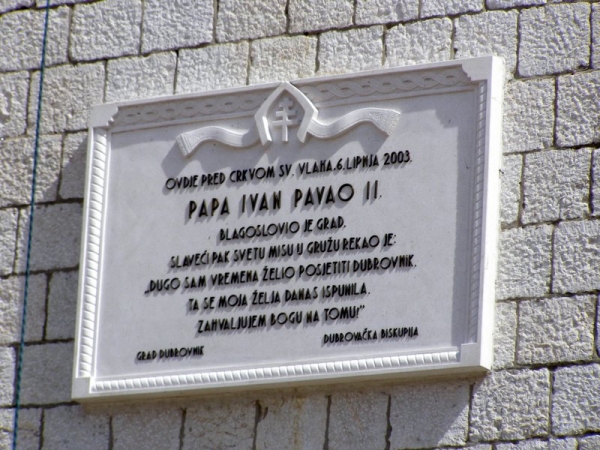 OVDJE PRED CRKVOM SV. VLAHA, 6. LIPNJA 2003.
PAPA IVAN PAVAO II.
BLAGOSLOVIO JE GRAD.
SLAVEĆI PAK SVETU MISU U GRUŽU REKAO JE:
„DUGO SAM VREMENA ŽELIO POSJETITI DUBROVNIK.
TA SE MOJA ŽELJA DANAS ISPUNILA.
ZAHVALJUJEM BOGU NA TOMU!"
GRAD DUBROVNIK DUBROVAČKA BISKUPIJA